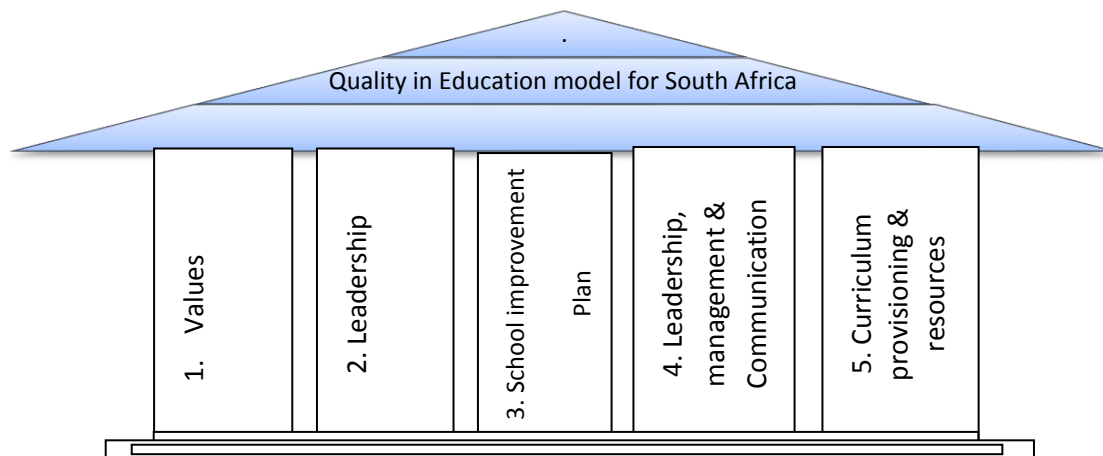 .
Quality in Education model for South Africa
1. Values
2. Leadership
3. School improvement
Plan
4. Leadership,
management &
Communication
5. Curriculum
provisioning &
resources